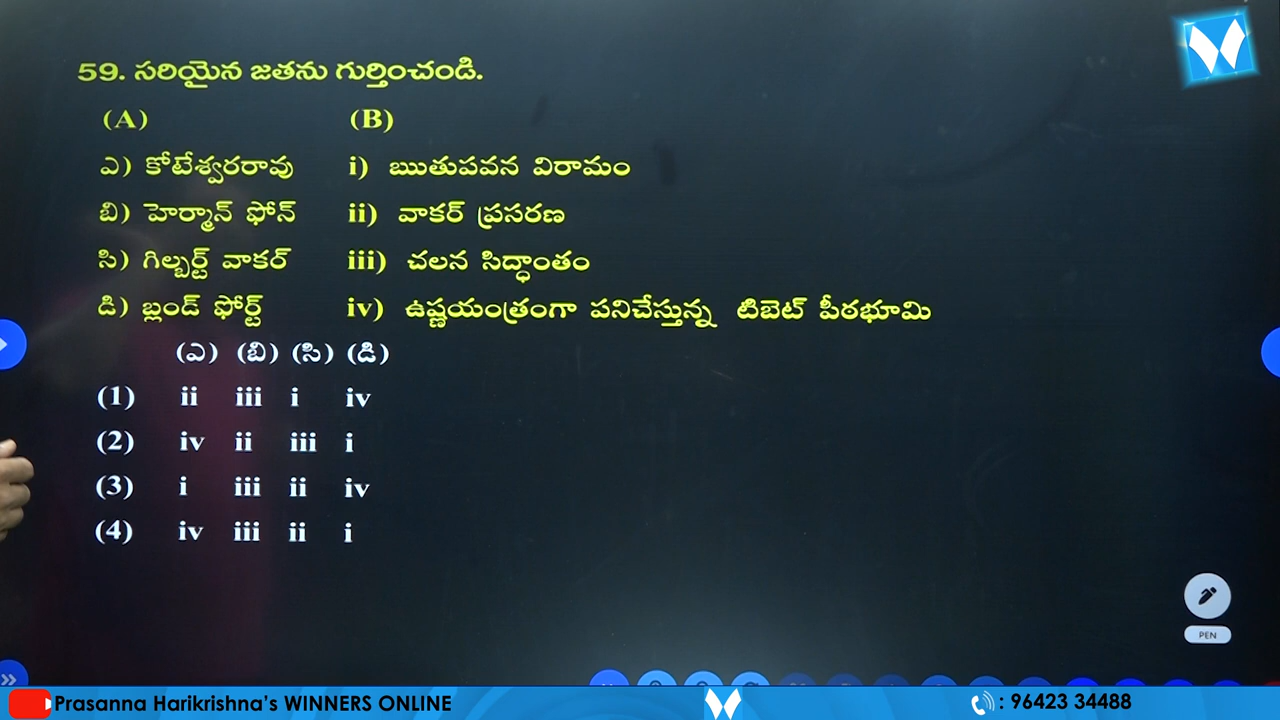 59. సరియైన జతను గుర్తించండి.
(A) (B)
ఎ) కోటేశ్వరరావు i) ఋతుపవన విరామం
బి) హెర్మాన్ ఫోన్ ii) వాకర్ ప్రసరణ
సి) గిల్బర్ట్ వాకర్ iii) చలన సిద్ధాంతం
డి) బ్లండ్ ఫోర్ట్ iv) ఉష్ణయంత్రంగా పనిచేస్తున్న టిబెట్ పీఠభూమి
(ఎ) (బి) (సి) (డి)
(1) ii iii i iv
(2) iv ii iii i
(3) i iii ii iv
(4) iv iii ii i
PEN
Prasanna Harikrishna's WINNERS ONLINE : 96423 34488